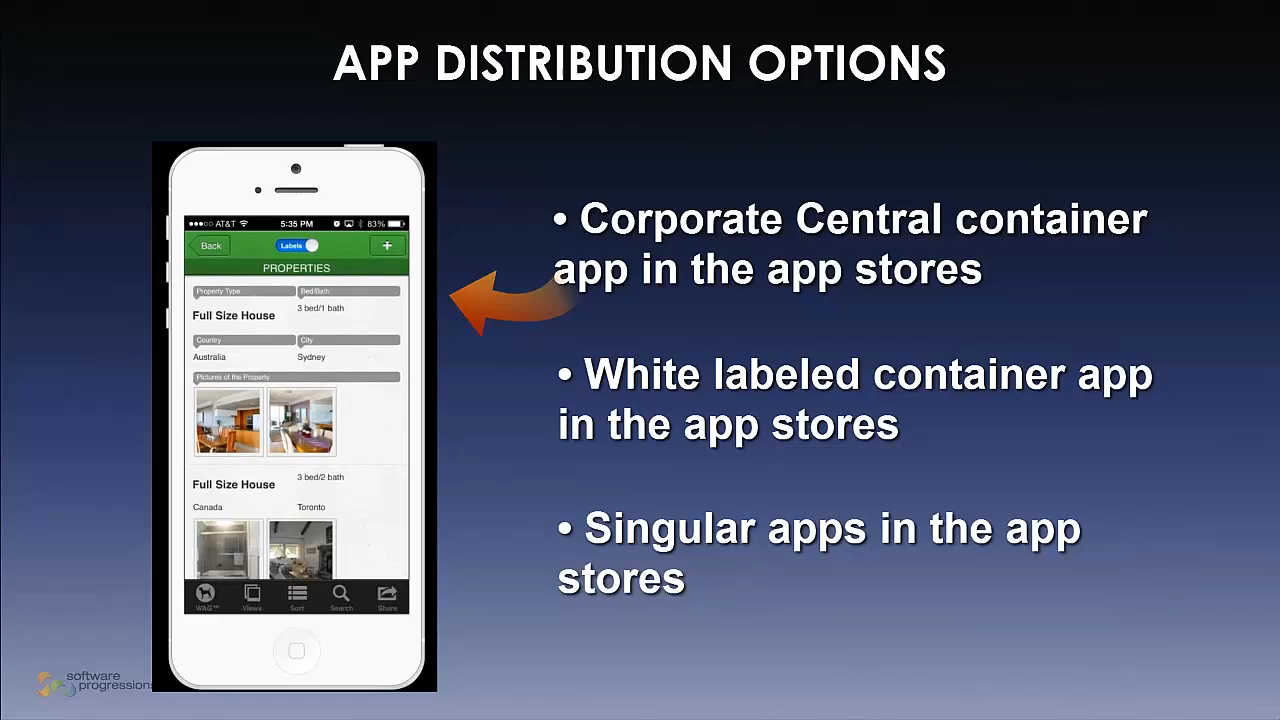 APP DISTRIBUTION OPTIONS
●●●○○ AT&T 5:35 PM 83%
Back Labels +
PROPERTIES
Property Type Bed/Bath
Full Size House 3 bed/1 bath
Country City
Australia Sydney
Pictures of the Property
Full Size House 3 bed/2 bath
Canada Toronto
WAG™ Views Sort Search Share
• Corporate Central container
app in the app stores
• White labeled container app
in the app stores
• Singular apps in the app
stores
software
progressions